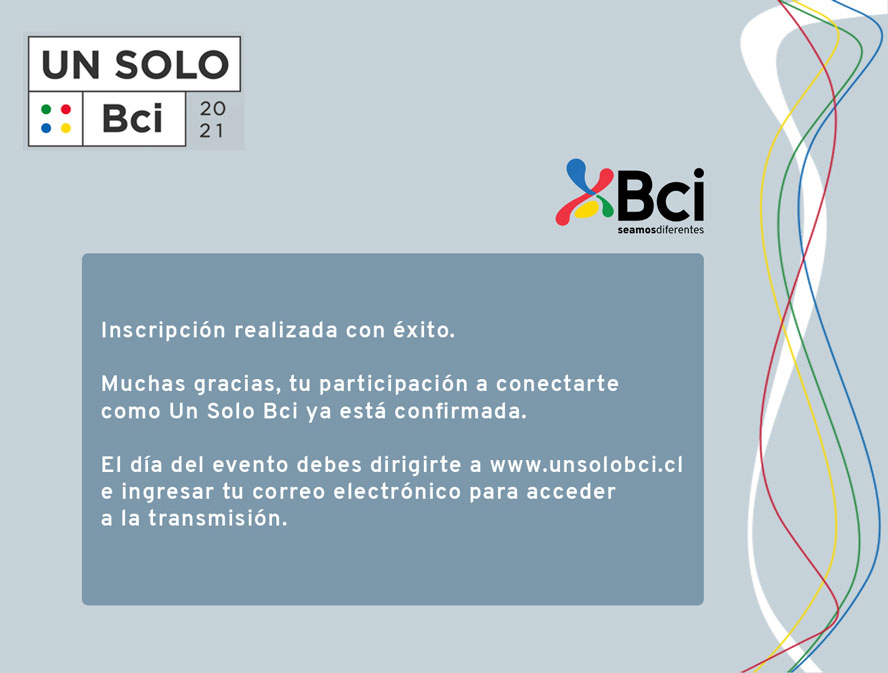 UN SOLO
Bci
20
21
Bci
seamosdiferentes
Inscripción realizada con éxito.
Muchas gracias, tu participación a conectarte
como Un Solo Bci ya está confirmada.
El día del evento debes dirigirte a www.unsolobci.cl
e ingresar tu correo electrónico para acceder
a la transmisión.